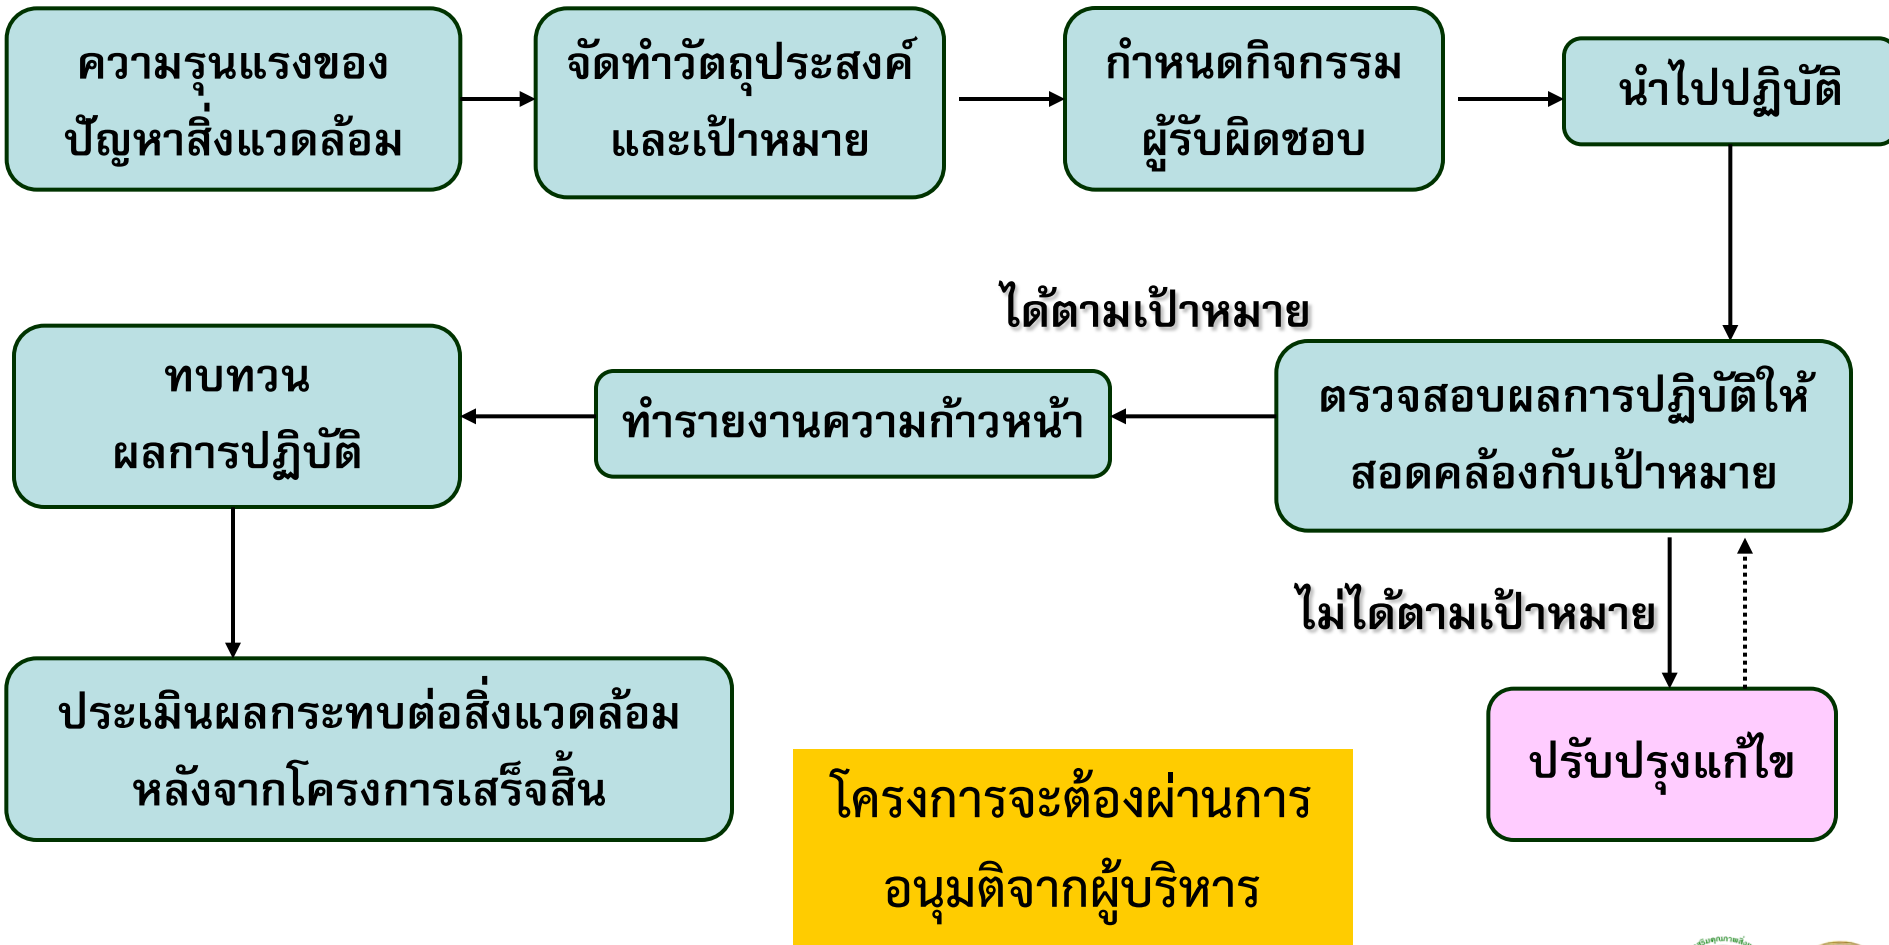 ความรุนแรงของ
ปัญหาสิ่งแวดล้อม
จัดทำวัตถุประสงค์
และเป้าหมาย
กำหนดกิจกรรม
ผู้รับผิดชอบ
นำไปปฏิบัติ
ได้ตามเป้าหมาย
ตรวจสอบผลการปฏิบัติให้
สอดคล้องกับเป้าหมาย
ทำรายงานความก้าวหน้า
ทบทวน
ผลการปฏิบัติ
ไม่ได้ตามเป้าหมาย
ปรับปรุงแก้ไข
ประเมินผลกระทบต่อสิ่งแวดล้อม
หลังจากโครงการเสร็จสิ้น
โครงการจะต้องผ่านการ
อนุมติจากผู้บริหาร